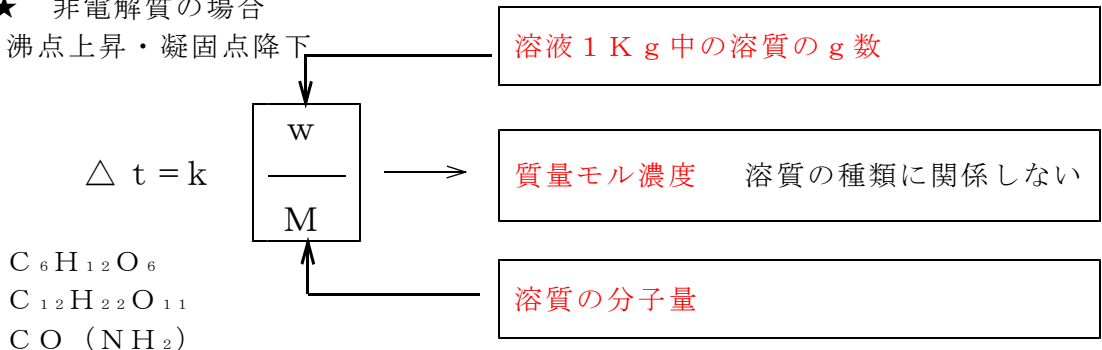 ★ 非電解質の場合
沸点上昇・凝固点降下
溶液1Kg中の溶質のg数
△t=k
w
M
質量モル濃度 溶質の種類に関係しない
溶質の分子量
C₆H₁₂O₆
C₁₂H₂₂O₁₁
CO(NH₂)